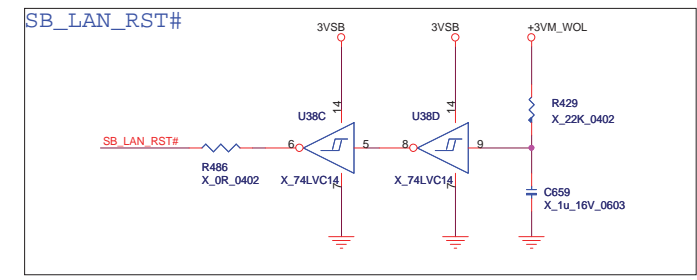 SB_LAN_RST#
3VSB
3VSB
+3VM_WOL
14
14
U38C
U38D
R429
X_22K_0402
SB_LAN_RST#
6
5
8
9
R486
X_0R_0402
X_74LVC14
X_74LVC14
7
7
C659
X_1u_16V_0603